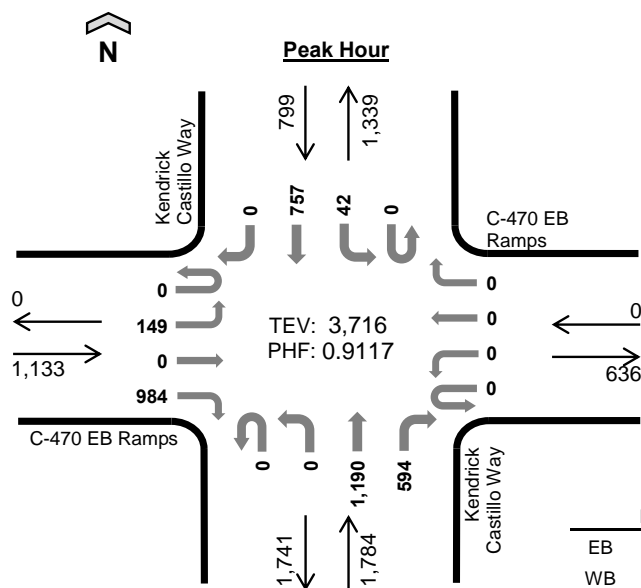 N
Peak Hour
799
1,339
Kendrick
Castillo Way
0
757
42
0
C-470 EB
Ramps
0
149
0
984
0
1,133
TEV: 3,716
PHF: 0.9117
0
0
0
0
0
636
C-470 EB Ramps
0
0
1,190
594
Kendrick
Castillo Way
1,741
1,784
EB
WB